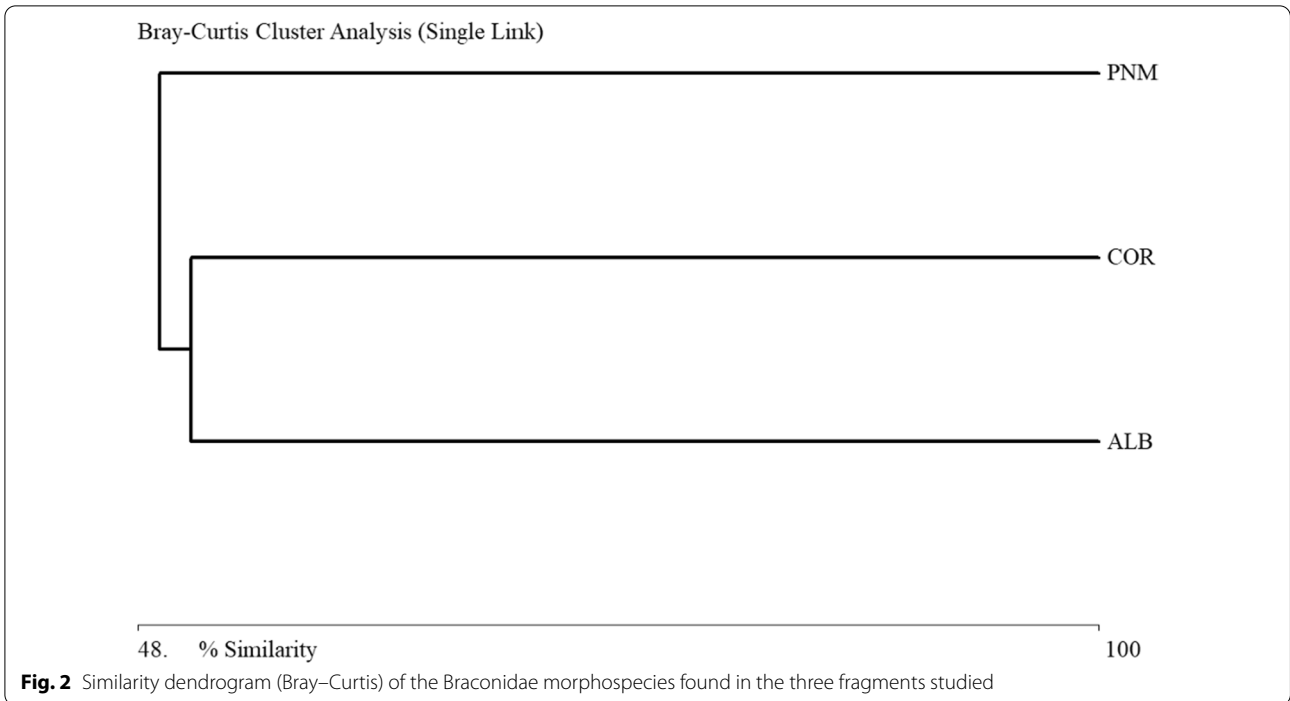 Bray-Curtis Cluster Analysis (Single Link)
PNM
COR
ALB
48. % Similarity 100
Fig. 2 Similarity dendrogram (Bray–Curtis) of the Braconidae morphospecies found in the three fragments studied